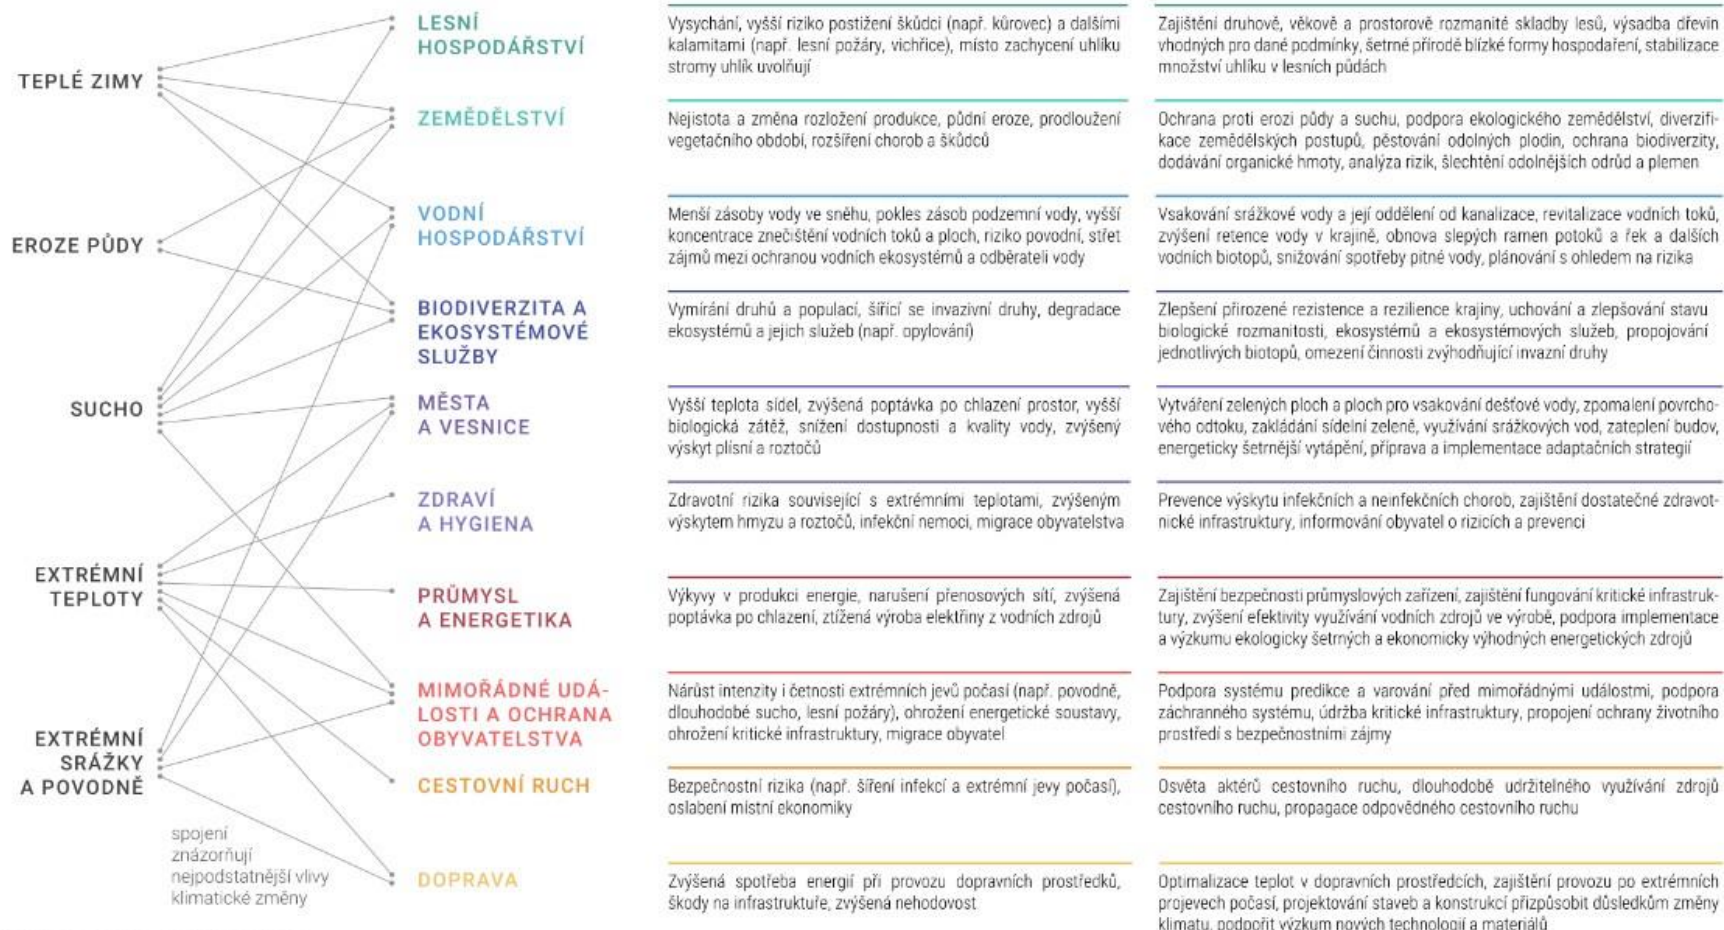 TEPLÉ ZIMY
EROZE PŮDY
SUCHO
EXTRÉMNÍ
TEPLOTY
EXTRÉMNÍ
SRÁŽKY
A POVODNĚ
spojení
znázorňují
nejpodstatnější vlivy
klimatické změny
LESNÍ
HOSPODÁŘSTVÍ
Vysychání, vyšší riziko postižení škůdci (např. kůrovec) a dalšími
kalamitami (např. lesní požáry, vichřice), místo zachycení uhlíku
stromy uhlík uvolňují
Zajištění druhově, věkově a prostorově rozmanité skladby lesů, výsadba dřevin
vhodných pro dané podmínky, šetrné přírodě blízké formy hospodaření, stabilizace
množství uhlíku v lesních půdách
ZEMĚDĚLSTVÍ
Nejistota a změna rozložení produkce, půdní eroze, prodloužení
vegetačního období, rozšíření chorob a škůdců
Ochrana proti erozi půdy a suchu, podpora ekologického zemědělství, diverzifi-
kace zemědělských postupů, pěstování odolných plodin, ochrana biodiverzity,
dodávání organické hmoty, analýza rizik, šlechtění odolnějších odrůd a plemen
VODNÍ
HOSPODÁŘSTVÍ
Menší zásoby vody ve sněhu, pokles zásob podzemní vody, vyšší
koncentrace znečištění vodních toků a ploch, riziko povodní, střet
zájmů mezi ochranou vodních ekosystémů a odběrateli vody
Vsakování srážkové vody a její oddělení od kanalizace, revitalizace vodních toků,
zvýšení retence vody v krajině, obnova slepých ramen potoků a řek a dalších
vodních biotopů, snižování spotřeby pitné vody, plánování s ohledem na rizika
BIODIVERZITA A
EKOSYSTÉMOVÉ
SLUŽBY
Vymírání druhů a populací, šířící se invazivní druhy, degradace
ekosystémů a jejich služeb (např. opylování)
Zlepšení přirozené rezistence a rezilience krajiny, uchování a zlepšování stavu
biologické rozmanitosti, ekosystémů a ekosystémových služeb, propojování
jednotlivých biotopů, omezení činnosti zvýhodňující invazní druhy
MĚSTA
A VESNICE
Vyšší teplota sídel, zvýšená poptávka po chlazení prostor, vyšší
biologická zátěž, snížení dostupnosti a kvality vody, zvýšený
výskyt plísní a roztočů
Vytváření zelených ploch a ploch pro vsakování dešťové vody, zpomalení povrcho-
vého odtoku, zakládání sídelní zeleně, využívání srážkových vod, zateplení budov,
energeticky šetrnější vytápění, příprava a implementace adaptačních strategií
ZDRAVÍ
A HYGIENA
Zdravotní rizika související s extrémními teplotami, zvýšeným
výskytem hmyzu a roztočů, infekční nemoci, migrace obyvatelstva
Prevence výskytu infekčních a neinfekčních chorob, zajištění dostatečné zdravot-
nické infrastruktury, informování obyvatel o rizicích a prevenci
PRŮMYSL
A ENERGETIKA
Výkyvy v produkci energie, narušení přenosových sítí, zvýšená
poptávka po chlazení, ztížená výroba elektřiny z vodních zdrojů
Zajištění bezpečnosti průmyslových zařízení, zajištění fungování kritické infrastruk-
tury, zvýšení efektivity využívání vodních zdrojů ve výrobě, podpora implementace
a výzkumu ekologicky šetrných a ekonomicky výhodných energetických zdrojů
MIMOŘÁDNÉ UDÁ-
LOSTI A OCHRANA
OBYVATELSTVA
Nárůst intenzity i četnosti extrémních jevů počasí (např. povodně,
dlouhodobé sucho, lesní požáry), ohrožení energetické soustavy,
ohrožení kritické infrastruktury, migrace obyvatel
Podpora systému predikce a varování před mimořádnými událostmi, podpora
záchranného systému, údržba kritické infrastruktury, propojení ochrany životního
prostředí s bezpečnostními zájmy
CESTOVNÍ RUCH
Bezpečnostní rizika (např. šíření infekcí a extrémní jevy počasí),
oslabení místní ekonomiky
Osvěta aktérů cestovního ruchu, dlouhodobě udržitelného využívání zdrojů
cestovního ruchu, propagace odpovědného cestovního ruchu
DOPRAVA
Zvýšená spotřeba energií při provozu dopravních prostředků,
škody na infrastruktuře, zvýšená nehodovost
Optimalizace teplot v dopravních prostředcích, zajištění provozu po extrémních
projevech počasí, projektování staveb a konstrukcí přizpůsobit důsledkům změny
klimatu, podpořit výzkum nových technologií a materiálů